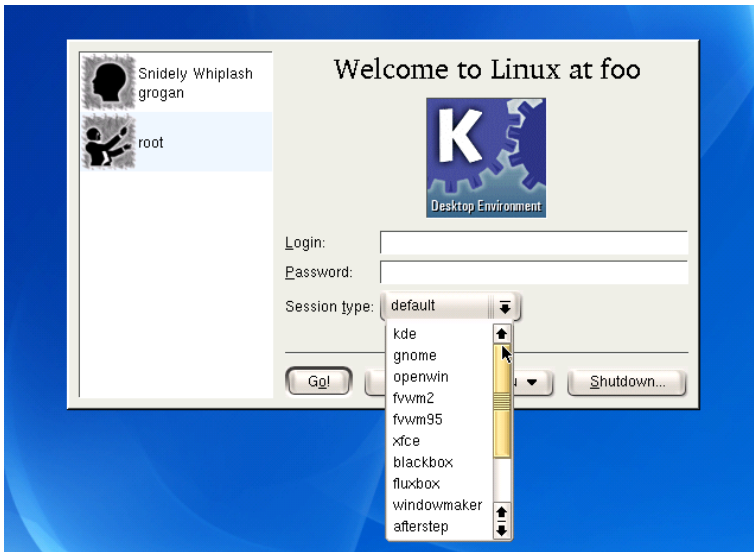 Welcome to Linux at foo
Snidely Whiplash
grogan
root
K
Desktop Environment
Login:
Password:
Session type: default
kde
gnome
openwin
fvwm2
fvwm95
xfce
blackbox
fluxbox
windowmaker
afterstep
Go!
Shutdown...